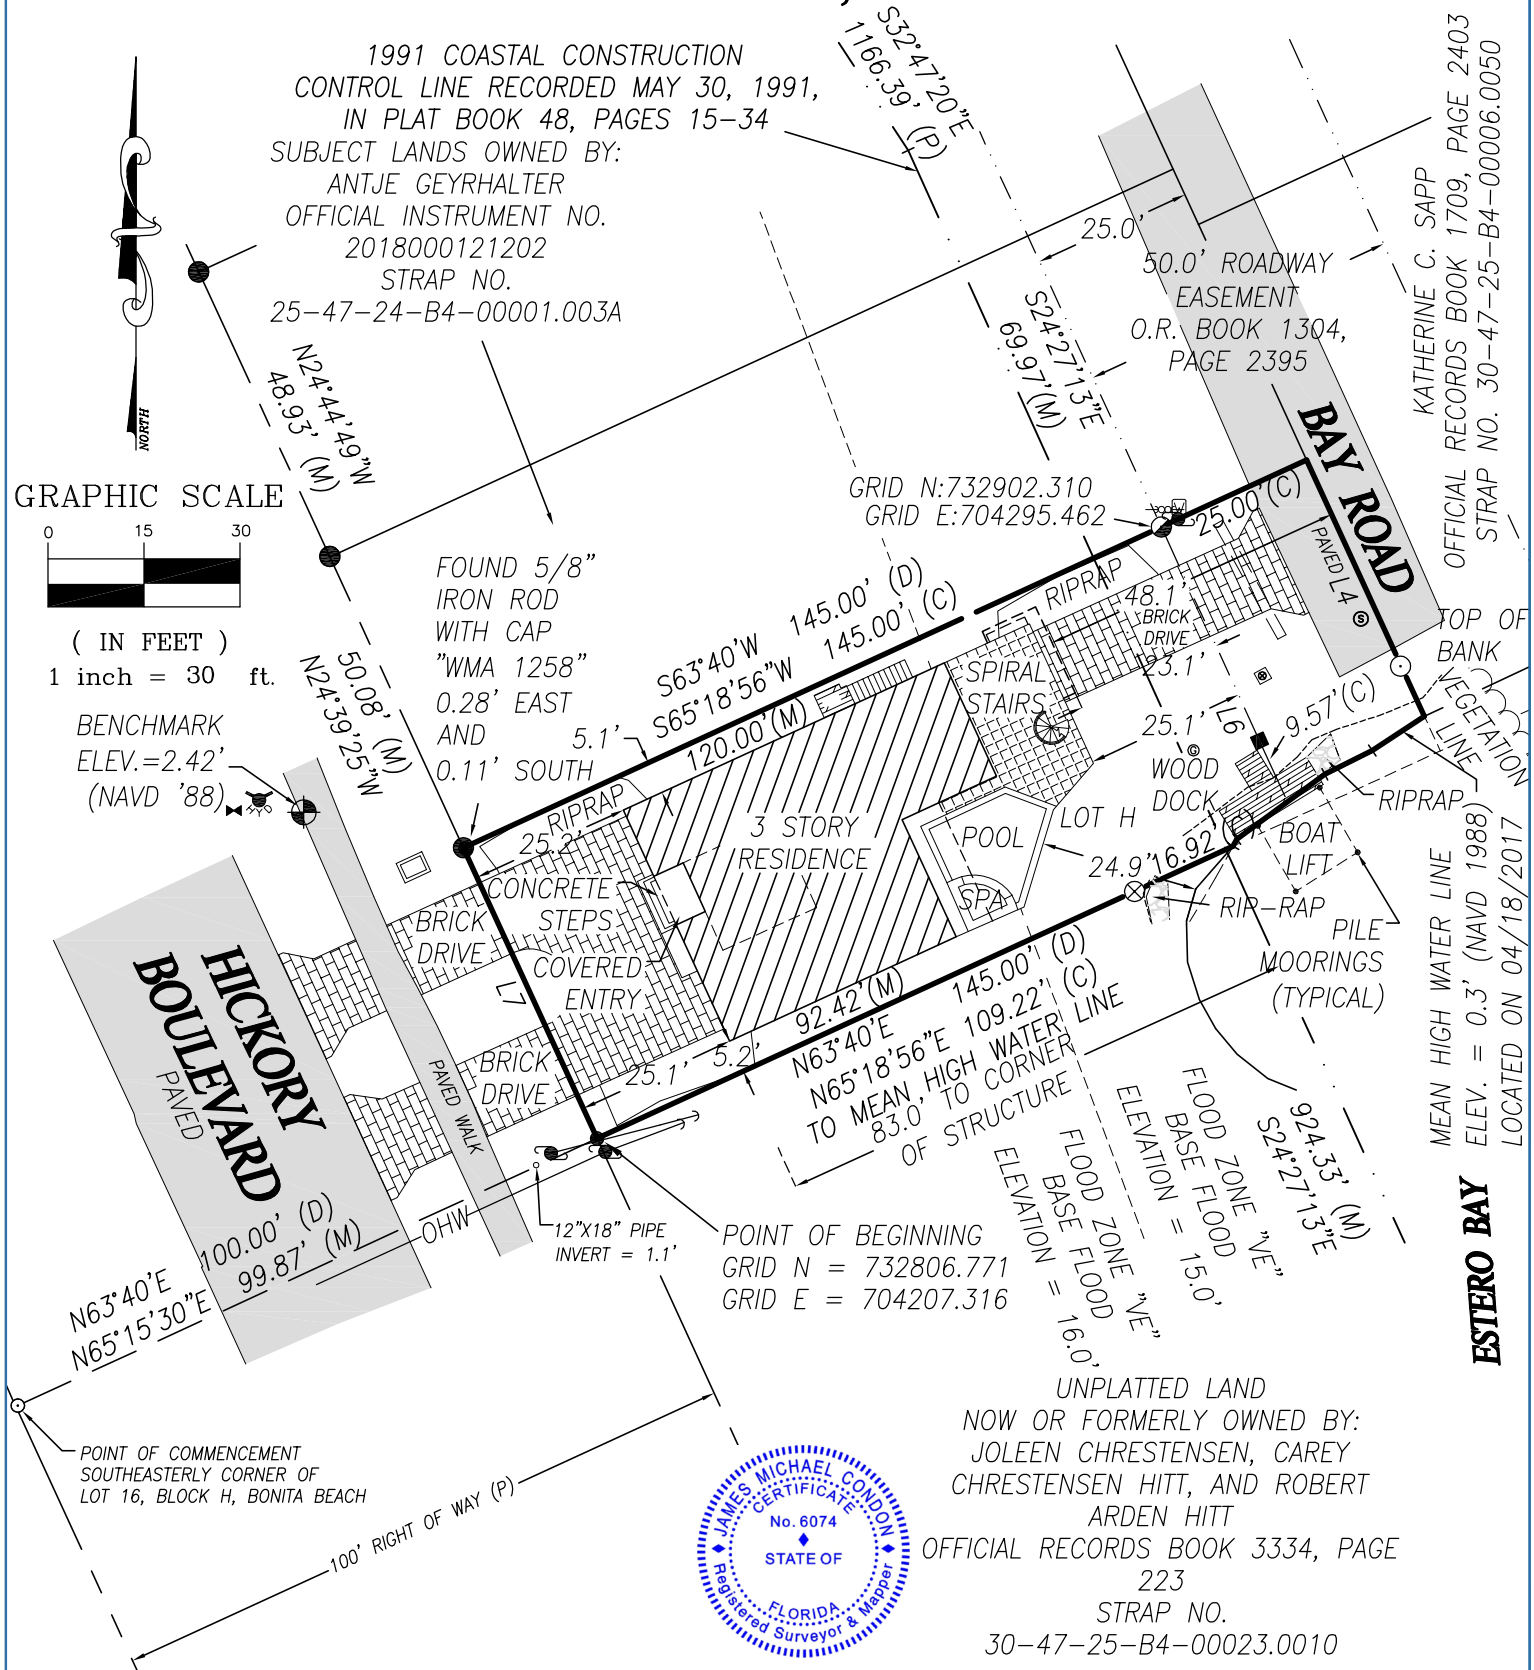 1991 COASTAL CONSTRUCTION
CONTROL LINE RECORDED MAY 30, 1991,
IN PLAT BOOK 48, PAGES 15-34
SUBJECT LANDS OWNED BY:
ANTJE GEYRHALTER
OFFICIAL INSTRUMENT NO.
2018000121202
STRAP NO.
25-47-24-B4-00001.003A
S32°47'20"E
1166.39' (P)
KATHERINE C. SAPP
OFFICIAL RECORDS BOOK 1709, PAGE 2403
STRAP NO. 30-47-25-B4-00006.0050
25.0'
50.0' ROADWAY
EASEMENT
O.R. BOOK 1304,
PAGE 2395
S24°27'13"E
69.97'(M)
NORTH
N24°44'49"W
48.93' (M)
GRAPHIC SCALE
0 15 30
( IN FEET )
1 inch = 30 ft.
BAY ROAD
PAVED
L4
S
GRID N:732902.310
GRID E:704295.462
W
25.00'(C)
FOUND 5/8"
IRON ROD
WITH CAP
"WMA 1258"
0.28' EAST
AND
0.11' SOUTH
145.00' (D)
145.00' (C)
S63°40'W
S65°18'56"W
120.00'(M)
RIPRAP
48.1'
BRICK
DRIVE
23.1'
SPIRAL
STAIRS
25.1'
L6
9.57'(C)
TOP OF
BANK
VEGETATION
LINE
50.08' (M)
N24°39'25"W
BENCHMARK
ELEV.=2.42'
(NAVD '88)
5.1'
RIPRAP
25.2'
3 STORY
RESIDENCE
POOL
SPA
LOT H
G
WOOD
DOCK
RIPRAP
BOAT
LIFT
24.9'
16.92'
RIP-RAP
PILE
MOORINGS
(TYPICAL)
MEAN HIGH WATER LINE
ELEV. = 0.3' (NAVD 1988)
LOCATED ON 04/18/2017
CONCRETE
STEPS
BRICK
DRIVE
COVERED
ENTRY
L7
BRICK
DRIVE
25.1'
5.2'
92.42'(M)
145.00' (D)
N63°40'E
N65°18'56"E 109.22' (C)
TO MEAN HIGH WATER LINE
83.0' TO CORNER
OF STRUCTURE
HICKORY
BOULEVARD
PAVED
PAVED WALK
OHW
12"X18" PIPE
INVERT = 1.1'
POINT OF BEGINNING
GRID N = 732806.771
GRID E = 704207.316
FLOOD ZONE "VE"
BASE FLOOD
ELEVATION = 16.0'
FLOOD ZONE "VE"
BASE FLOOD
ELEVATION = 15.0'
924.33' (M)
S24°27'13"E
ESTERO BAY
100.00' (D)
99.87' (M)
N63°40'E
N65°15'30"E
POINT OF COMMENCEMENT
SOUTHEASTERLY CORNER OF
LOT 16, BLOCK H, BONITA BEACH
100' RIGHT OF WAY (P)
JAMES MICHAEL CONDON
CERTIFICATE
No. 6074
STATE OF
FLORIDA
Registered Surveyor & Mapper
UNPLATTED LAND
NOW OR FORMERLY OWNED BY:
JOLEEN CHRESTENSEN, CAREY
CHRESTENSEN HITT, AND ROBERT
ARDEN HITT
OFFICIAL RECORDS BOOK 3334, PAGE
223
STRAP NO.
30-47-25-B4-00023.0010